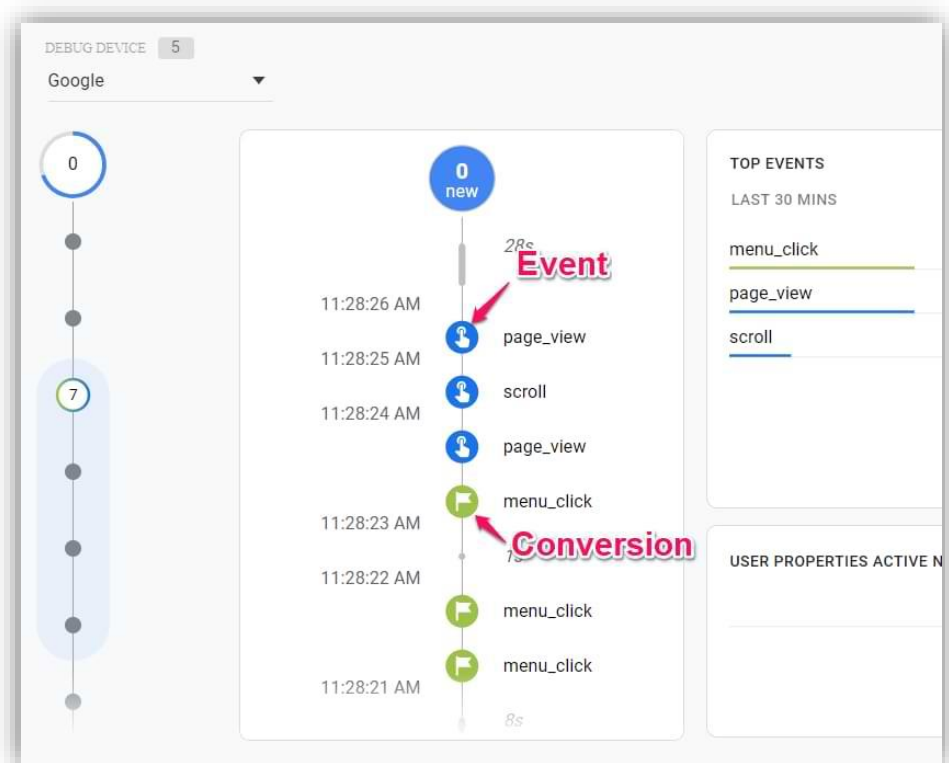 DEBUG DEVICE 5
Google
0
7
0
new
28s
Event
11:28:26 AM
page_view
11:28:25 AM
scroll
11:28:24 AM
page_view
menu_click
11:28:23 AM
Conversion
11:28:22 AM
menu_click
menu_click
11:28:21 AM
8s
TOP EVENTS
LAST 30 MINS
menu_click
page_view
scroll
USER PROPERTIES ACTIVE N